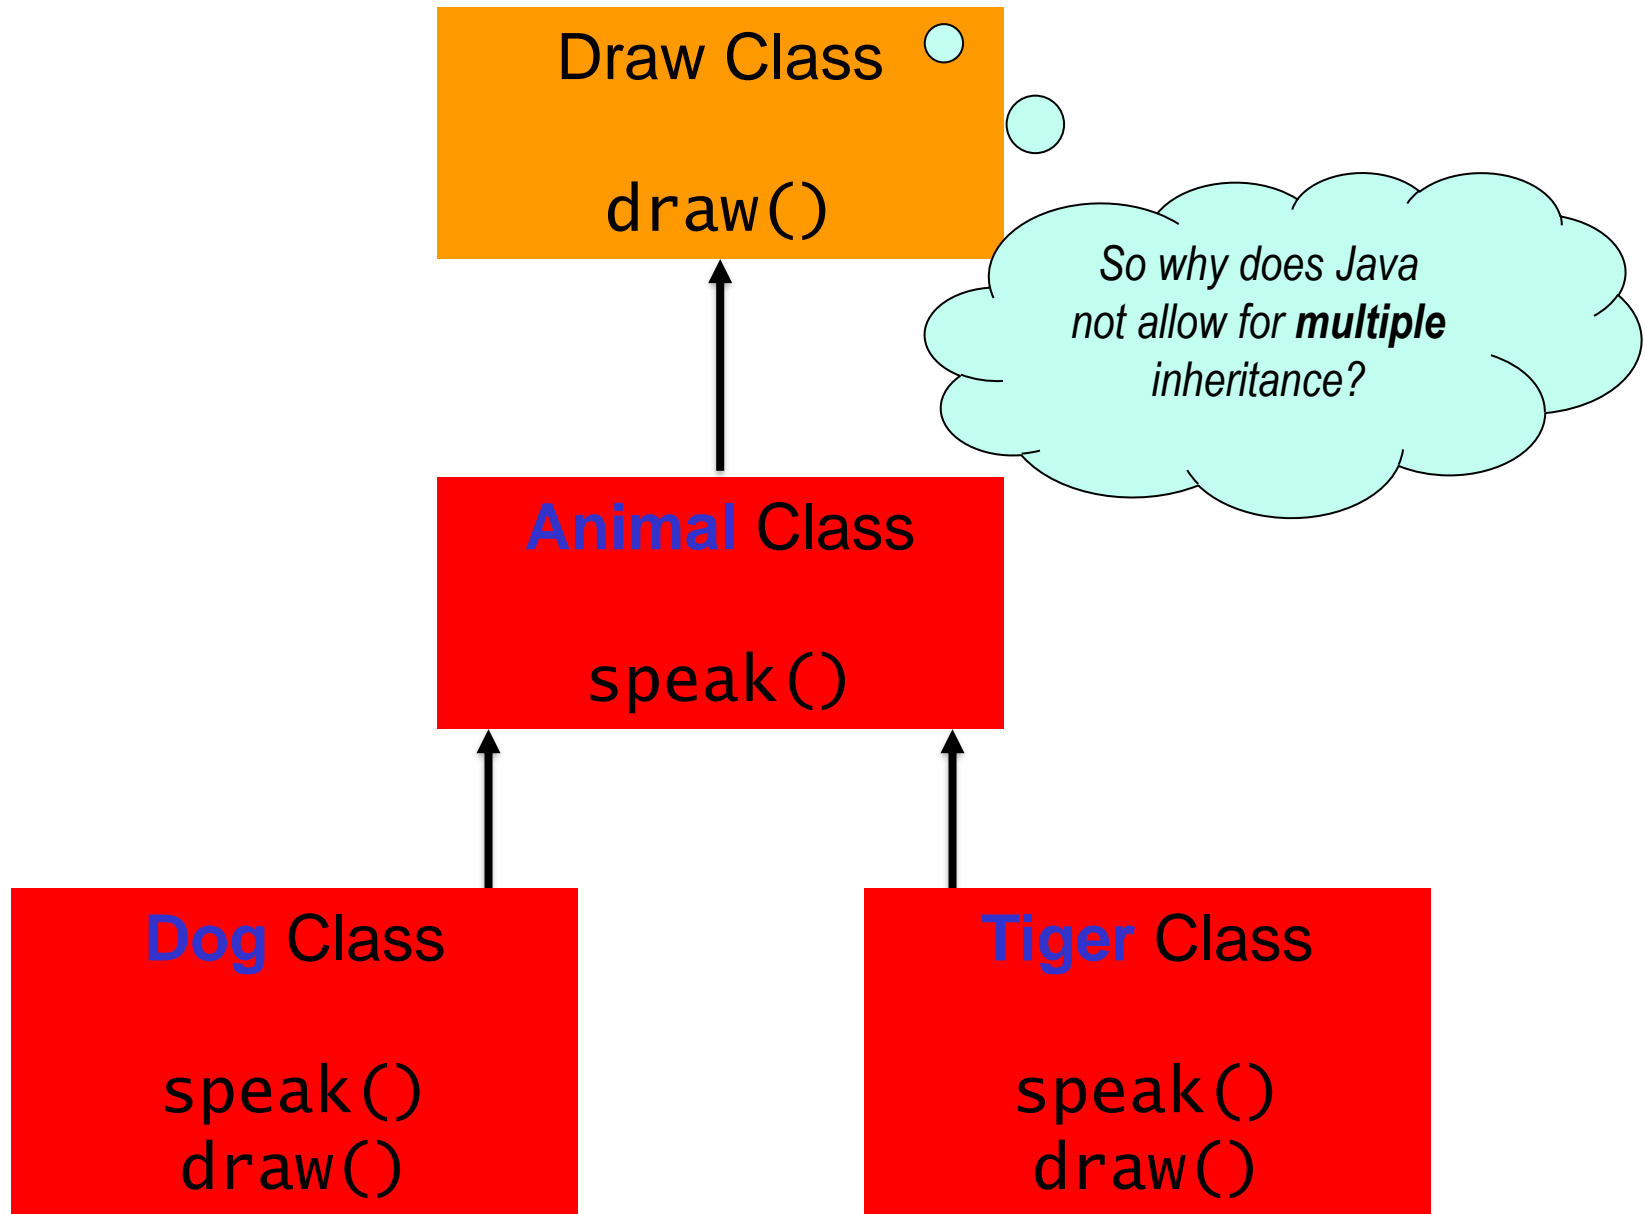 Draw Class
draw()
So why does Java
not allow for multiple
inheritance?
Animal Class
speak()
Dog Class
speak()
draw()
Tiger Class
speak()
draw()